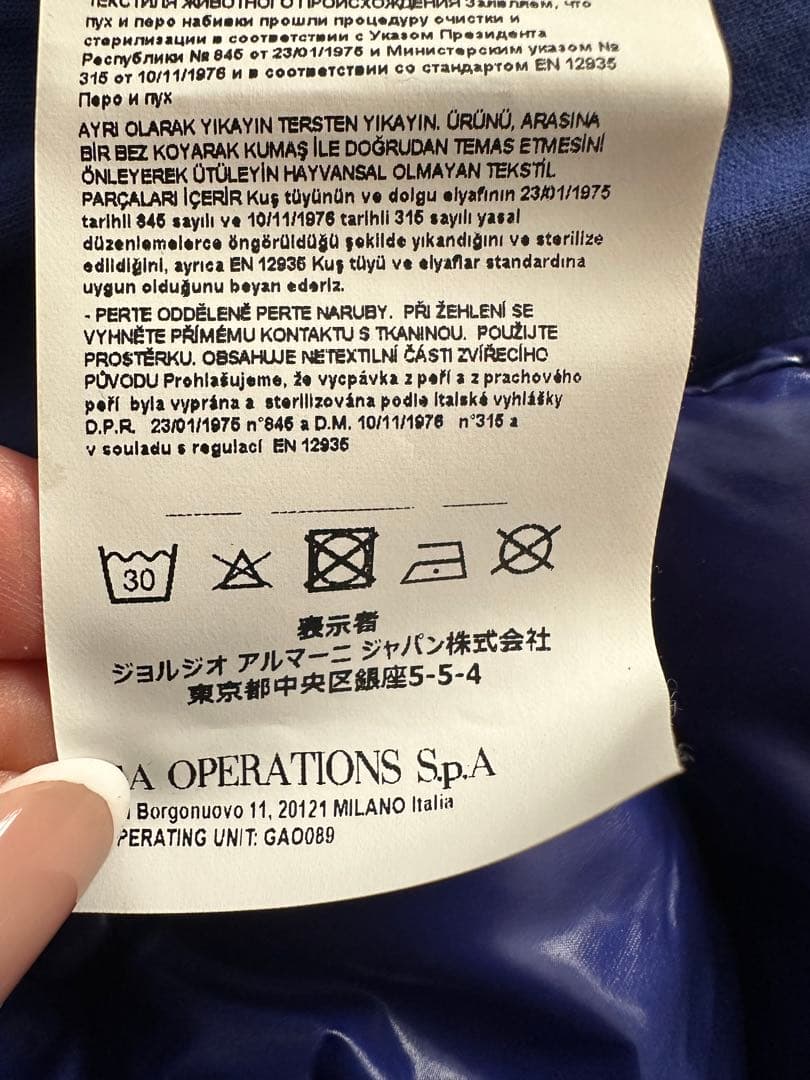 ТЕКСТИЛЯ ЖИВОТНОГО ПРОИСХОЖДЕНИЯ Заявляем, что
пух и перо набивки прошли процедуру очистки и
стерилизации в соответствии с Указом Президента
Республики № 845 от 23/01/1975 и Министерским указом №
315 от 10/11/1976 и в соответствии со стандартом EN 12935
Перо и пух
AYRI OLARAK YIKAYIN TERSTEN YIKAYIN. ÜRÜNÜ, ARASINA
BİR BEZ KOYARAK KUMAŞ İLE DOĞRUDAN TEMAS ETMESİNİ
ÖNLEYEREK ÜTÜLEYİN HAYVANSAL OLMAYAN TEKSTİL
PARÇALARI İÇERİR Kuş tüyünün ve dolgu elyafının 23/01/1975
tarihli 845 sayılı ve 10/11/1976 tarihli 315 sayılı yasal
düzenlemelerce öngörüldüğü şekilde yıkandığını ve sterilize
edildiğini, ayrıca EN 12935 Kuş tüyü ve elyaflar standardına
uygun olduğunu beyan ederiz.
- PERTE ODDĚLENĚ PERTE NARUBY. PŘI ŽEHLENÍ SE
VYHNĚTE PŘÍMÉMU KONTAKTU S TKANINOU. POUŽIJTE
PROSTĚRKU. OBSAHUJE NETEXTILNÍ ČÁSTI ZVÍŘECÍHO
PŮVODU Prohlašujeme, že vycpávka z peří a z prachového
peří byla vyprána a sterilizována podle Italské vyhlášky
D.P.R. 23/01/1975 n°845 a D.M. 10/11/1976 n°315 a
v souladu s regulací EN 12935
30
表示者
ジョルジオ アルマーニ ジャパン株式会社
東京都中央区銀座5-5-4
A OPERATIONS S.p.A
Borgonuovo 11, 20121 MILANO Italia
PERATING UNIT: GAO089